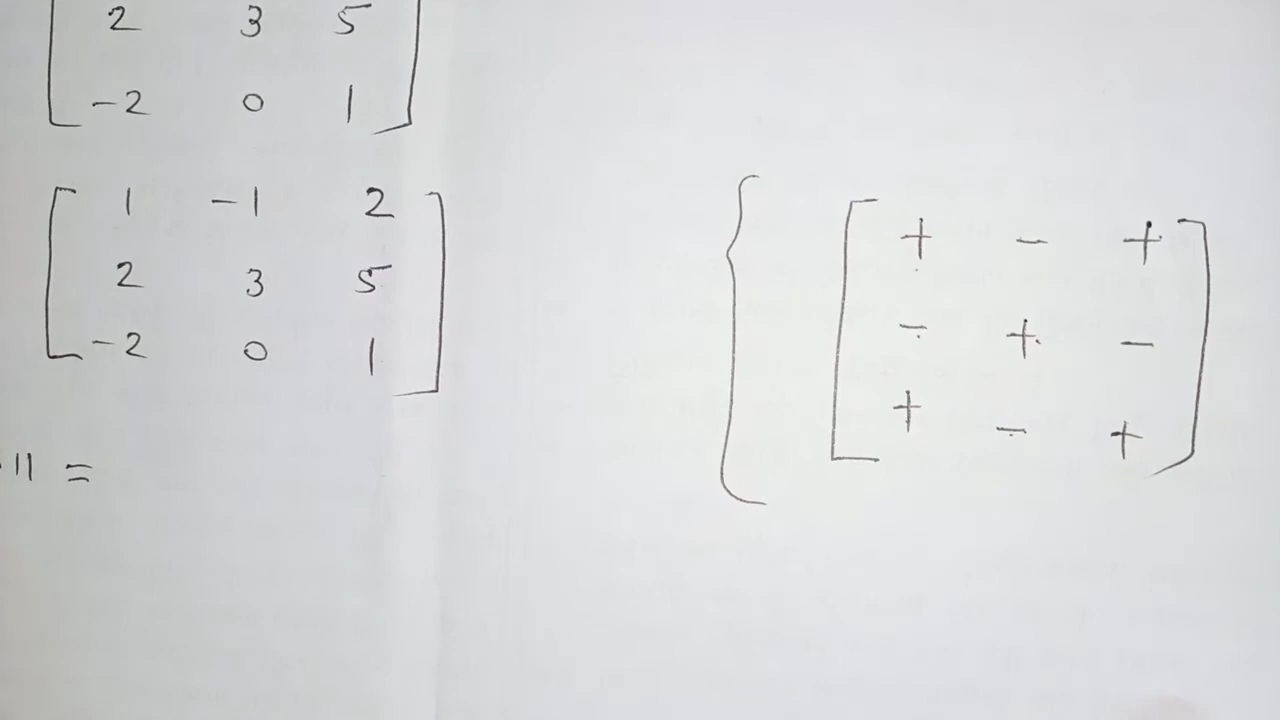 2 3 5
-2 0 1
1 -1 2
2 3 5
-2 0 1
11 =
+ - +
- + -
+ - +